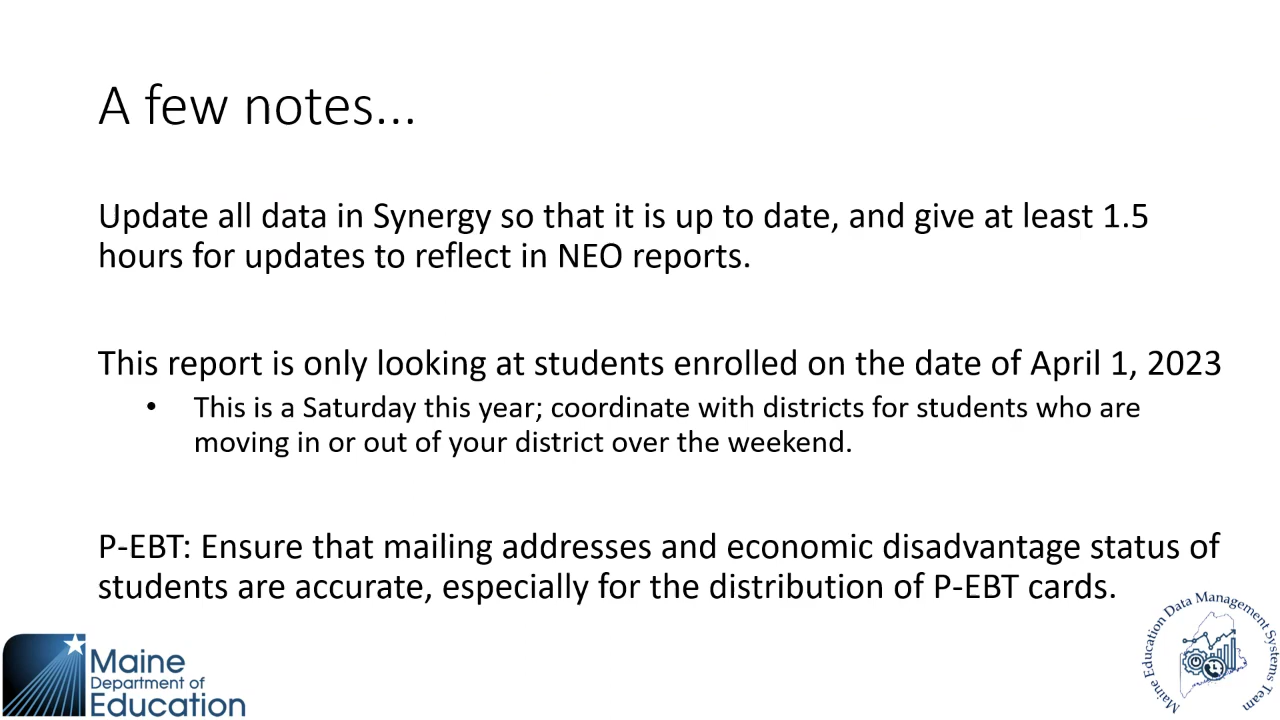 A few notes...
Update all data in Synergy so that it is up to date, and give at least 1.5
hours for updates to reflect in NEO reports.
This report is only looking at students enrolled on the date of April 1, 2023
• This is a Saturday this year; coordinate with districts for students who are
moving in or out of your district over the weekend.
P-EBT: Ensure that mailing addresses and economic disadvantage status of
students are accurate, especially for the distribution of P-EBT cards.
Maine
Department of
Education
Maine Education Data Management Systems Team